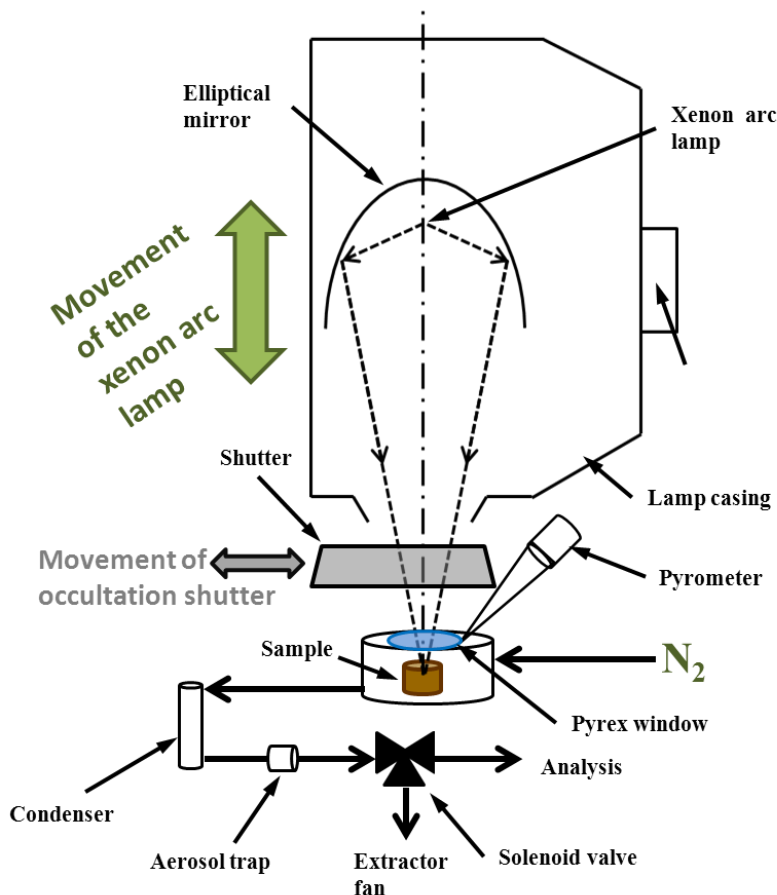 Elliptical
mirror
Xenon arc
lamp
Movement
of the
xenon arc
lamp
Shutter
Lamp casing
Movement of
occultation shutter
Pyrometer
Sample
N₂
Pyrex window
Analysis
Condenser
Aerosol trap
Extractor
fan
Solenoid valve